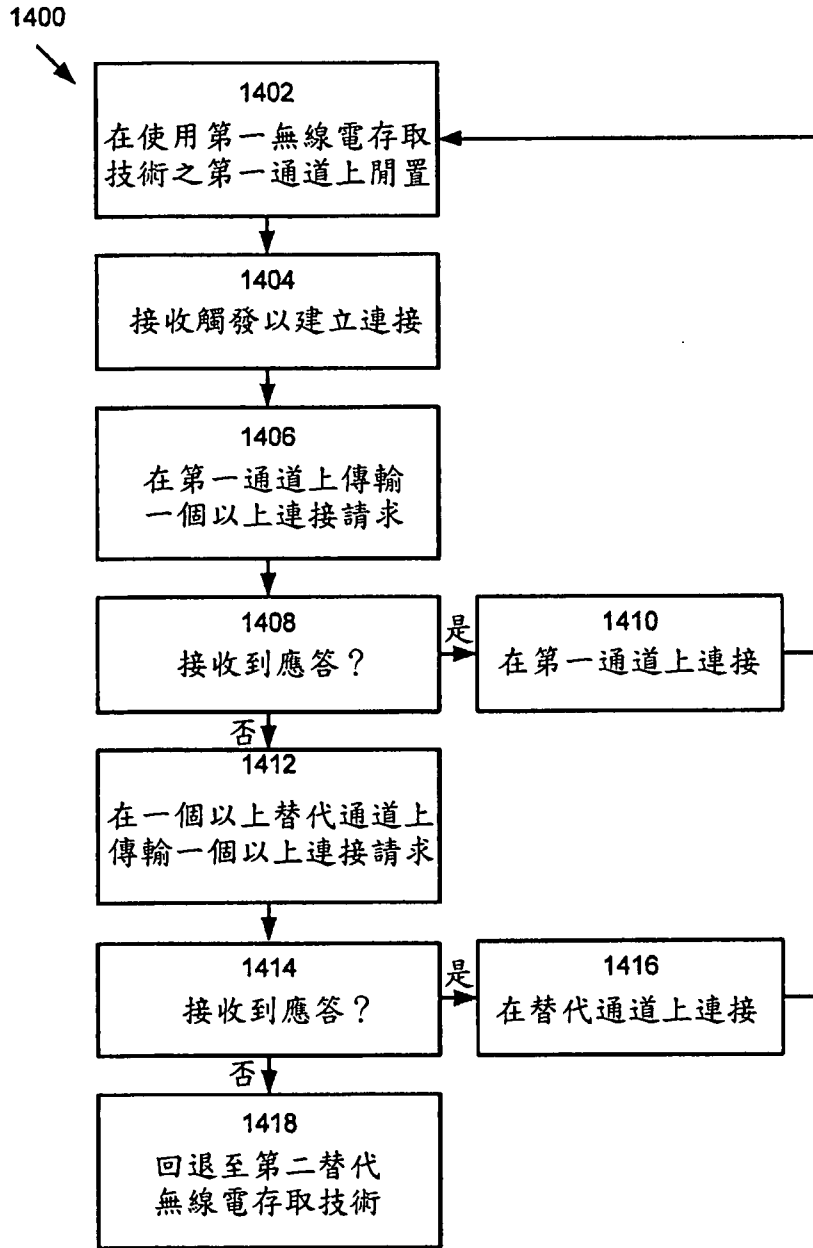 1400
1402
在使用第一無線電存取
技術之第一通道上閒置
1404
接收觸發以建立連接
1406
在第一通道上傳輸
一個以上連接請求
1408
接收到應答？
是
1410
在第一通道上連接
否
1412
在一個以上替代通道上
傳輸一個以上連接請求
1414
接收到應答？
是
1416
在替代通道上連接
否
1418
回退至第二替代
無線電存取技術